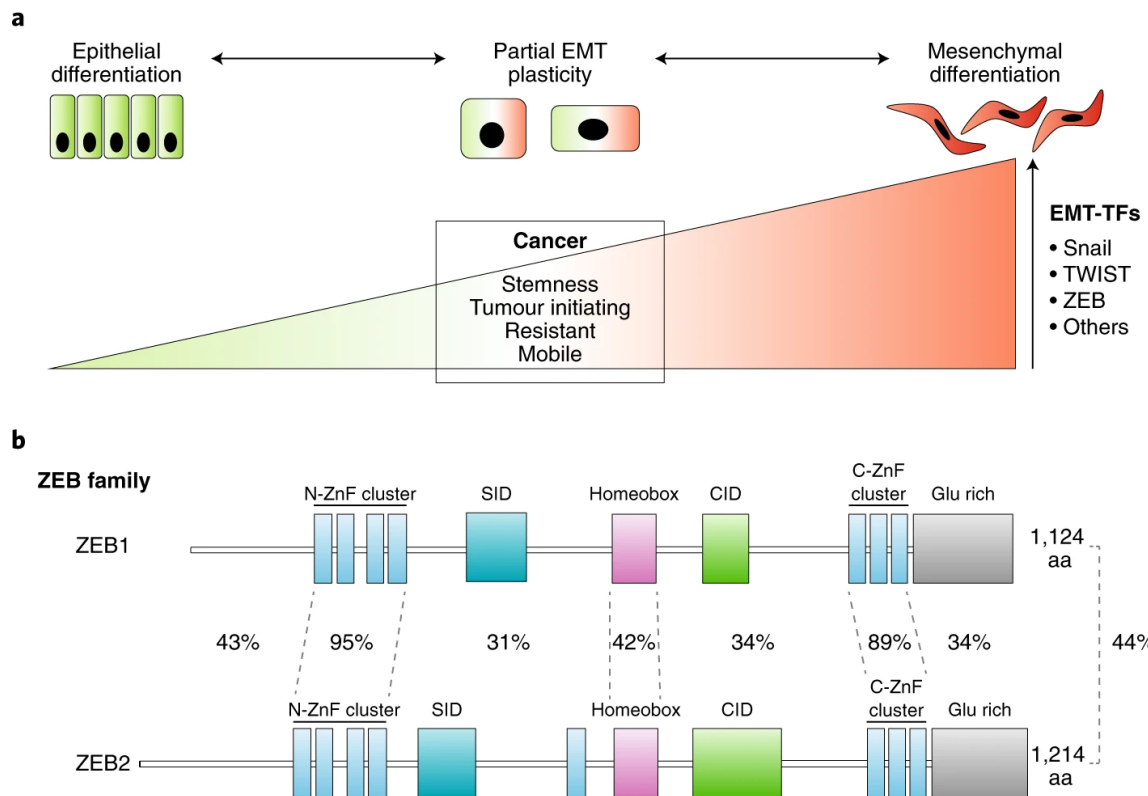 a
Epithelial
differentiation
Partial EMT
plasticity
Mesenchymal
differentiation
Cancer
Stemness
Tumour initiating
Resistant
Mobile
EMT-TFs
• Snail
• TWIST
• ZEB
• Others
b
ZEB family
N-ZnF cluster
SID
Homeobox
CID
C-ZnF
cluster
Glu rich
ZEB1
1,124
aa
43%
95%
31%
42%
34%
89%
34%
44%
N-ZnF cluster
SID
Homeobox
CID
C-ZnF
cluster
Glu rich
ZEB2
1,214
aa